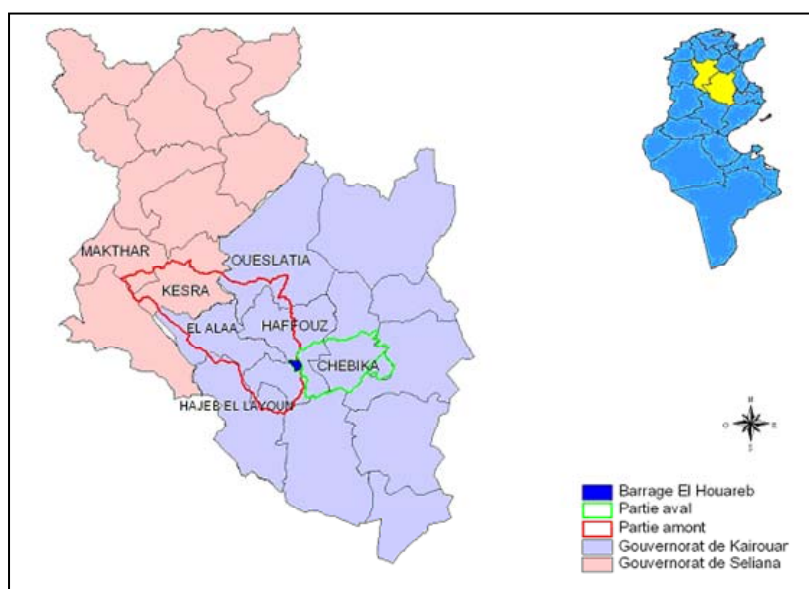 MAKTHAR
OUESLATIA
KESRA
EL ALAA
HAFFOUZ
CHEBIKA
HAJEB EL LAYOUN
N
O E
S
Barrage El Houareb
Partie aval
Partie amont
Gouvernorat de Kairouan
Gouvernorat de Seliana